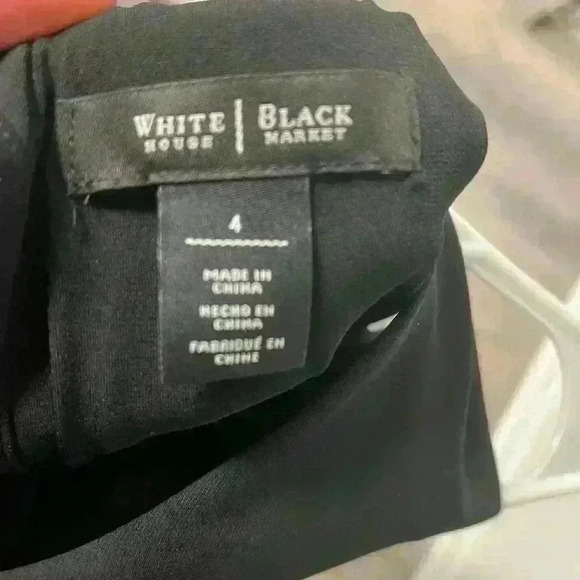 WHITE | BLACK
HOUSE | MARKET
4
MADE IN
CHINA
HECHO EN
CHINA
FABRIQUÉ EN
CHINE